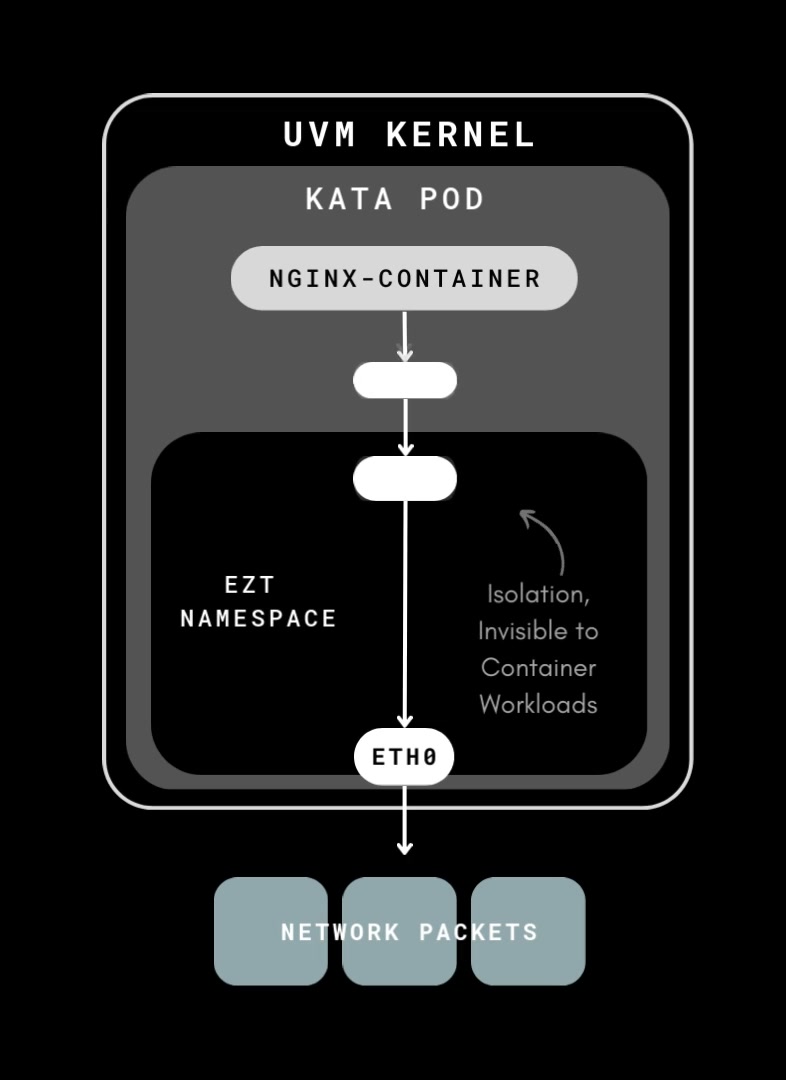 UVM KERNEL
KATA POD
NGINX-CONTAINER
EZT
NAMESPACE
Isolation,
Invisible to
Container
Workloads
ETH0
NETWORK PACKETS